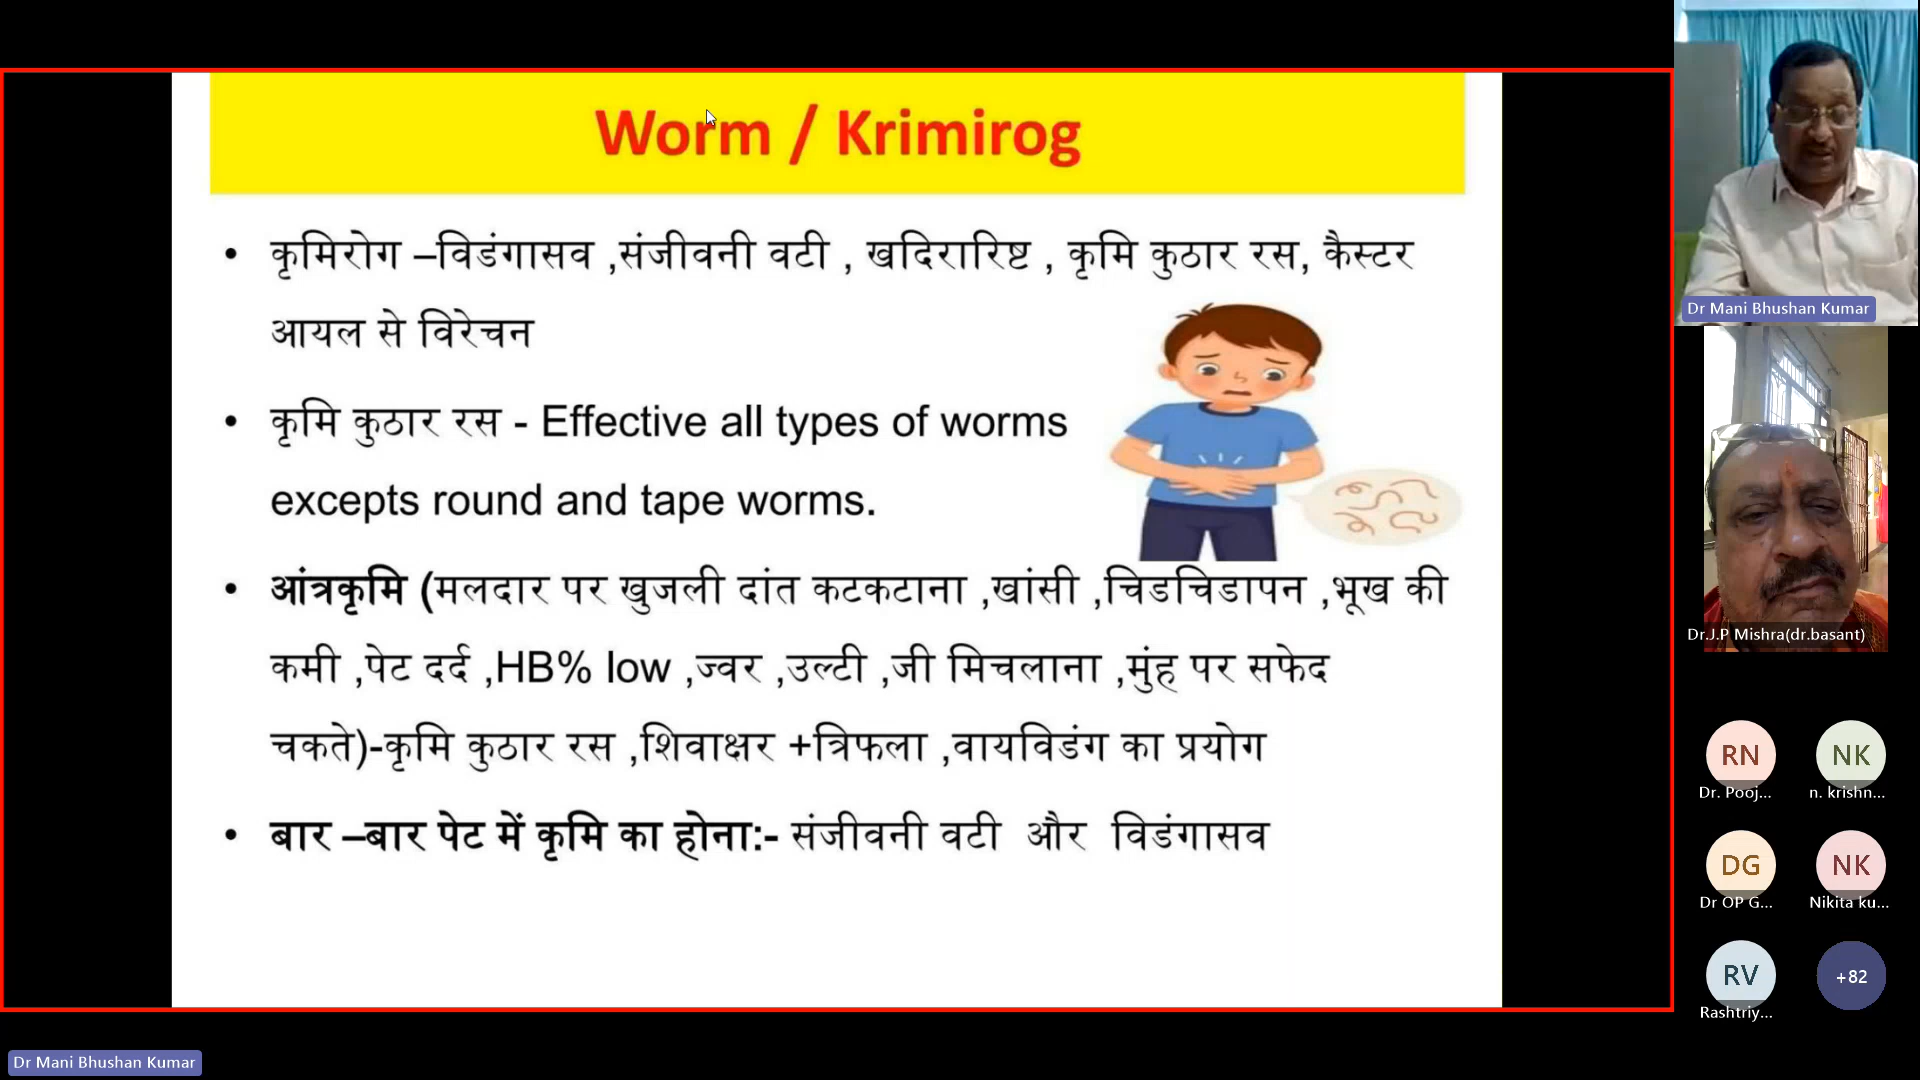 Worm / Krimirog
• कृमिरोग –विडंगासव ,संजीवनी वटी , खदिरारिष्ट , कृमि कुठार रस, कैस्टर
आयल से विरेचन
• कृमि कुठार रस - Effective all types of worms
excepts round and tape worms.
• आंत्रकृमि (मलदार पर खुजली दांत कटकटाना ,खांसी ,चिडचिडापन ,भूख की
कमी ,पेट दर्द ,HB% low ,ज्वर ,उल्टी ,जी मिचलाना ,मुंह पर सफेद
चकते)-कृमि कुठार रस ,शिवाक्षर +त्रिफला ,वायविडंग का प्रयोग
• बार –बार पेट में कृमि का होना:- संजीवनी वटी और विडंगासव
Dr Mani Bhushan Kumar
Dr.J.P Mishra(dr.basant)
RN NK
Dr. Pooj... n. krishn...
DG NK
Dr OP G... Nikita ku...
RV +82
Rashtriy...
Dr Mani Bhushan Kumar